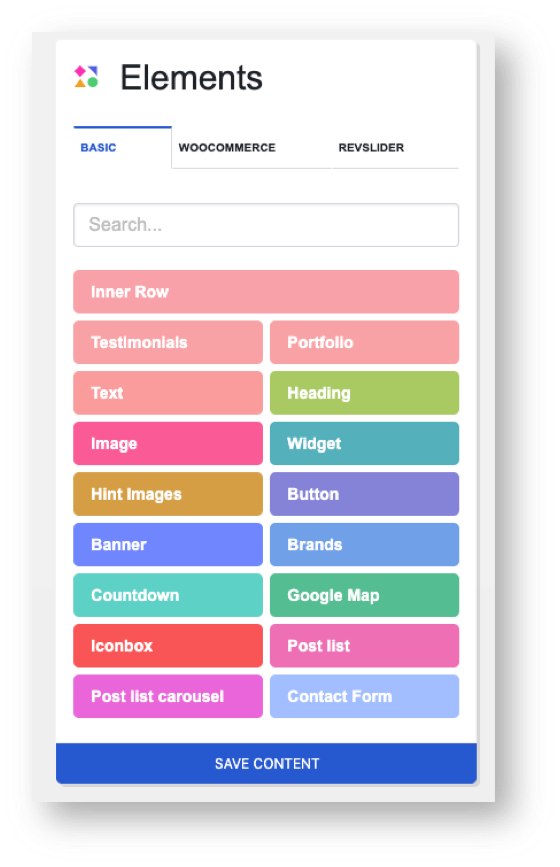 Elements
BASIC WOOCOMMERCE REVSLIDER
Search...
Inner Row
Testimonials Portfolio
Text Heading
Image Widget
Hint Images Button
Banner Brands
Countdown Google Map
Iconbox Post list
Post list carousel Contact Form
SAVE CONTENT